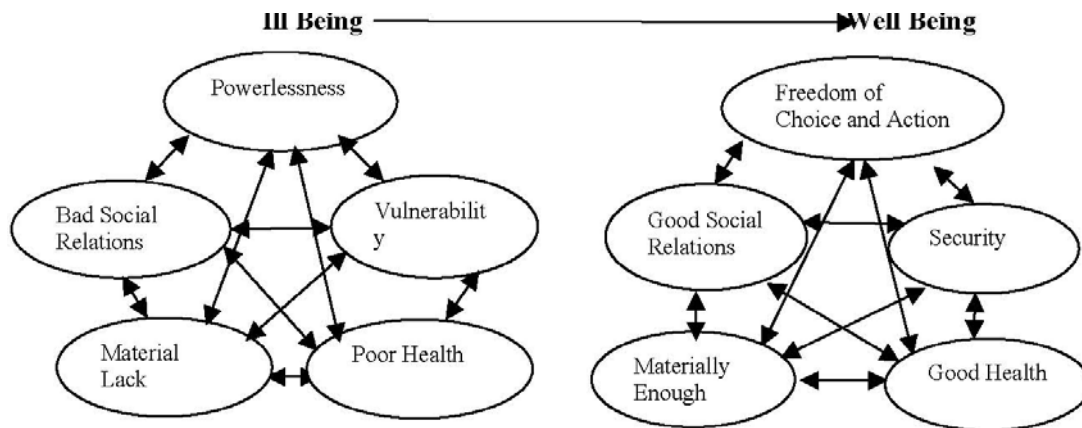 Ill Being
Well Being
Powerlessness
Freedom of
Choice and Action
Bad Social
Relations
Vulnerabilit
y
Good Social
Relations
Security
Material
Lack
Poor Health
Materially
Enough
Good Health